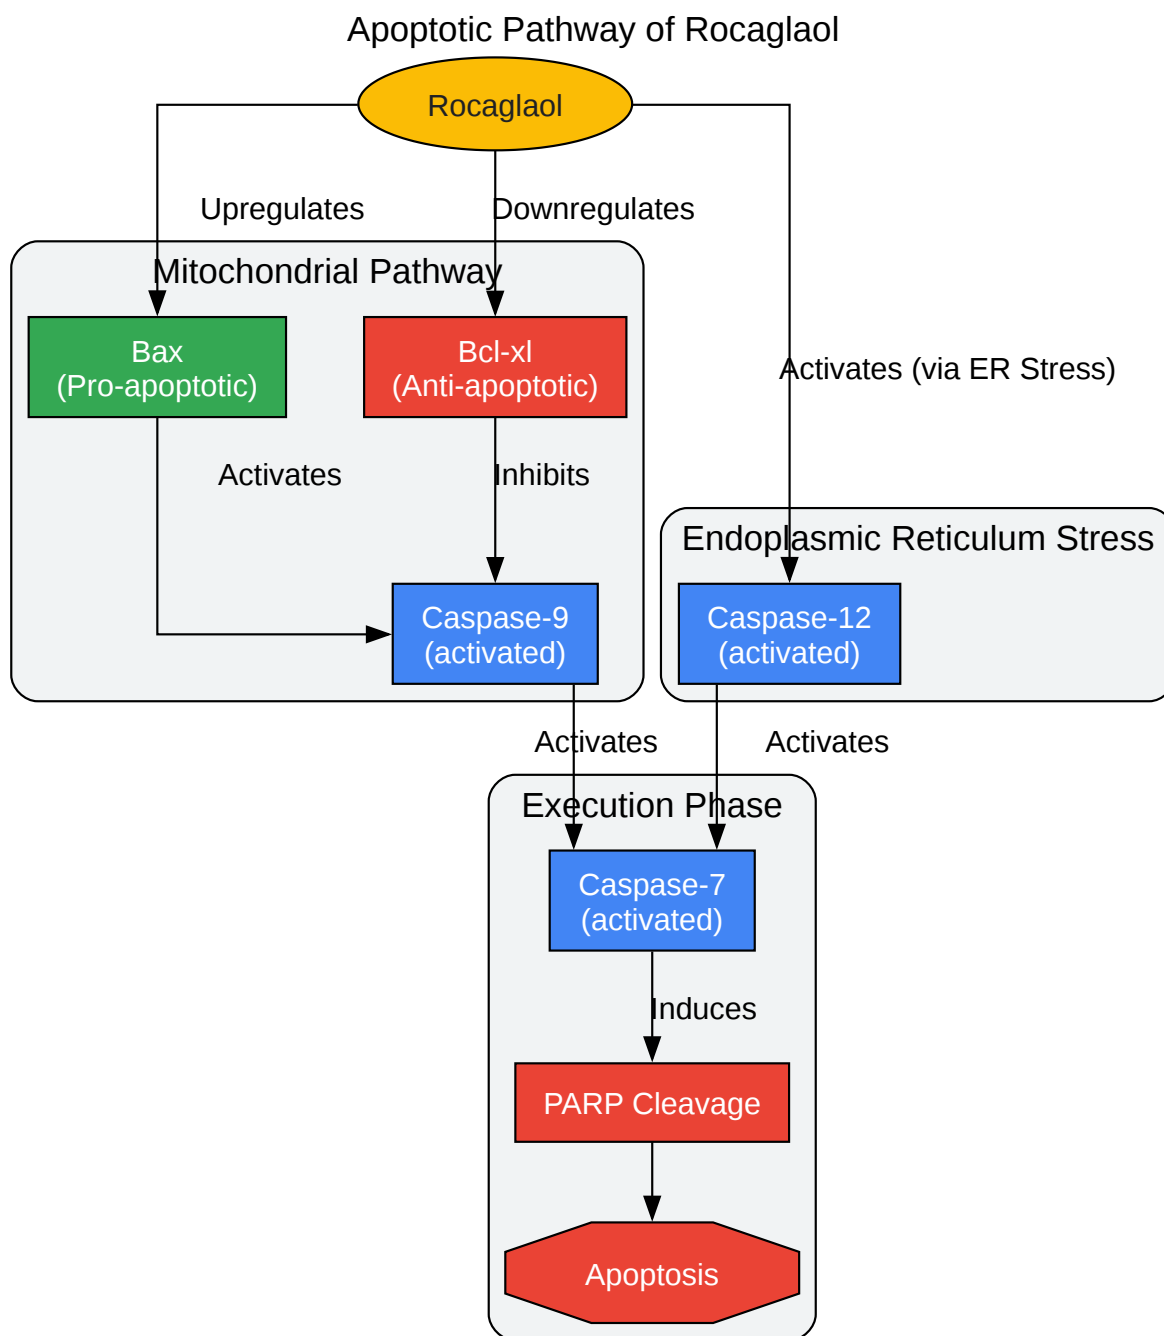 Apoptotic Pathway of Rocaglaol
Rocaglaol
Upregulates
Downregulates
Mitochondrial Pathway
Bax
(Pro-apoptotic)
Bcl-xl
(Anti-apoptotic)
Activates (via ER Stress)
Activates
Inhibits
Endoplasmic Reticulum Stress
Caspase-9
(activated)
Caspase-12
(activated)
Activates
Activates
Execution Phase
Caspase-7
(activated)
Induces
PARP Cleavage
Apoptosis